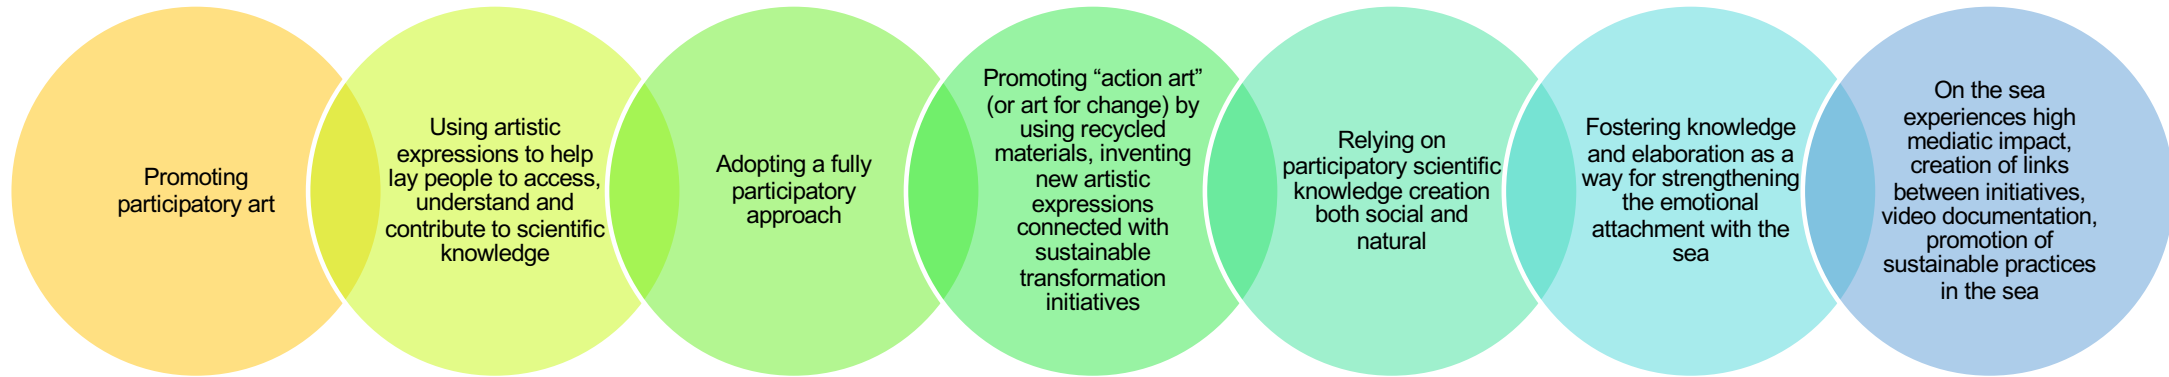 Promoting
participatory art
Using artistic
expressions to help
lay people to access,
understand and
contribute to scientific
knowledge
Adopting a fully
participatory
approach
Promoting “action art”
(or art for change) by
using recycled
materials, inventing
new artistic
expressions
connected with
sustainable
transformation
initiatives
Relying on
participatory scientific
knowledge creation
both social and
natural
Fostering knowledge
and elaboration as a
way for strengthening
the emotional
attachment with the
sea
On the sea
experiences high
mediatic impact,
creation of links
between initiatives,
video documentation,
promotion of
sustainable practices
in the sea